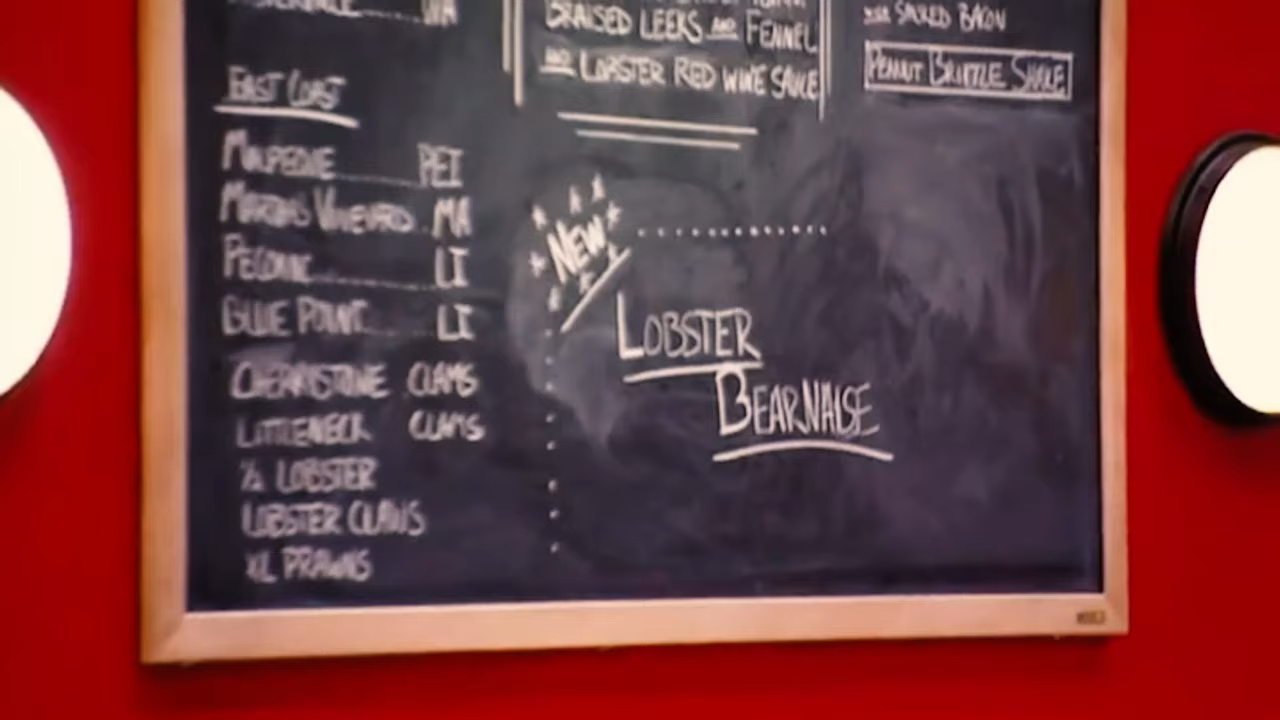 EAST COAST
MALPEQUE PEI
MARTHAS VINEYARD MA
PECONIC LI
BLUE POINT LI
CHERRYSTONE CLAMS
LITTLENECK CLAMS
½ LOBSTER
LOBSTER CLAWS
XL PRAWNS
BRAISED LEEKS AND FENNEL
AND LOBSTER RED WINE SAUCE
NEW
LOBSTER
BEARNAISE
BACON
PEANUT BRITTLE SHAKE